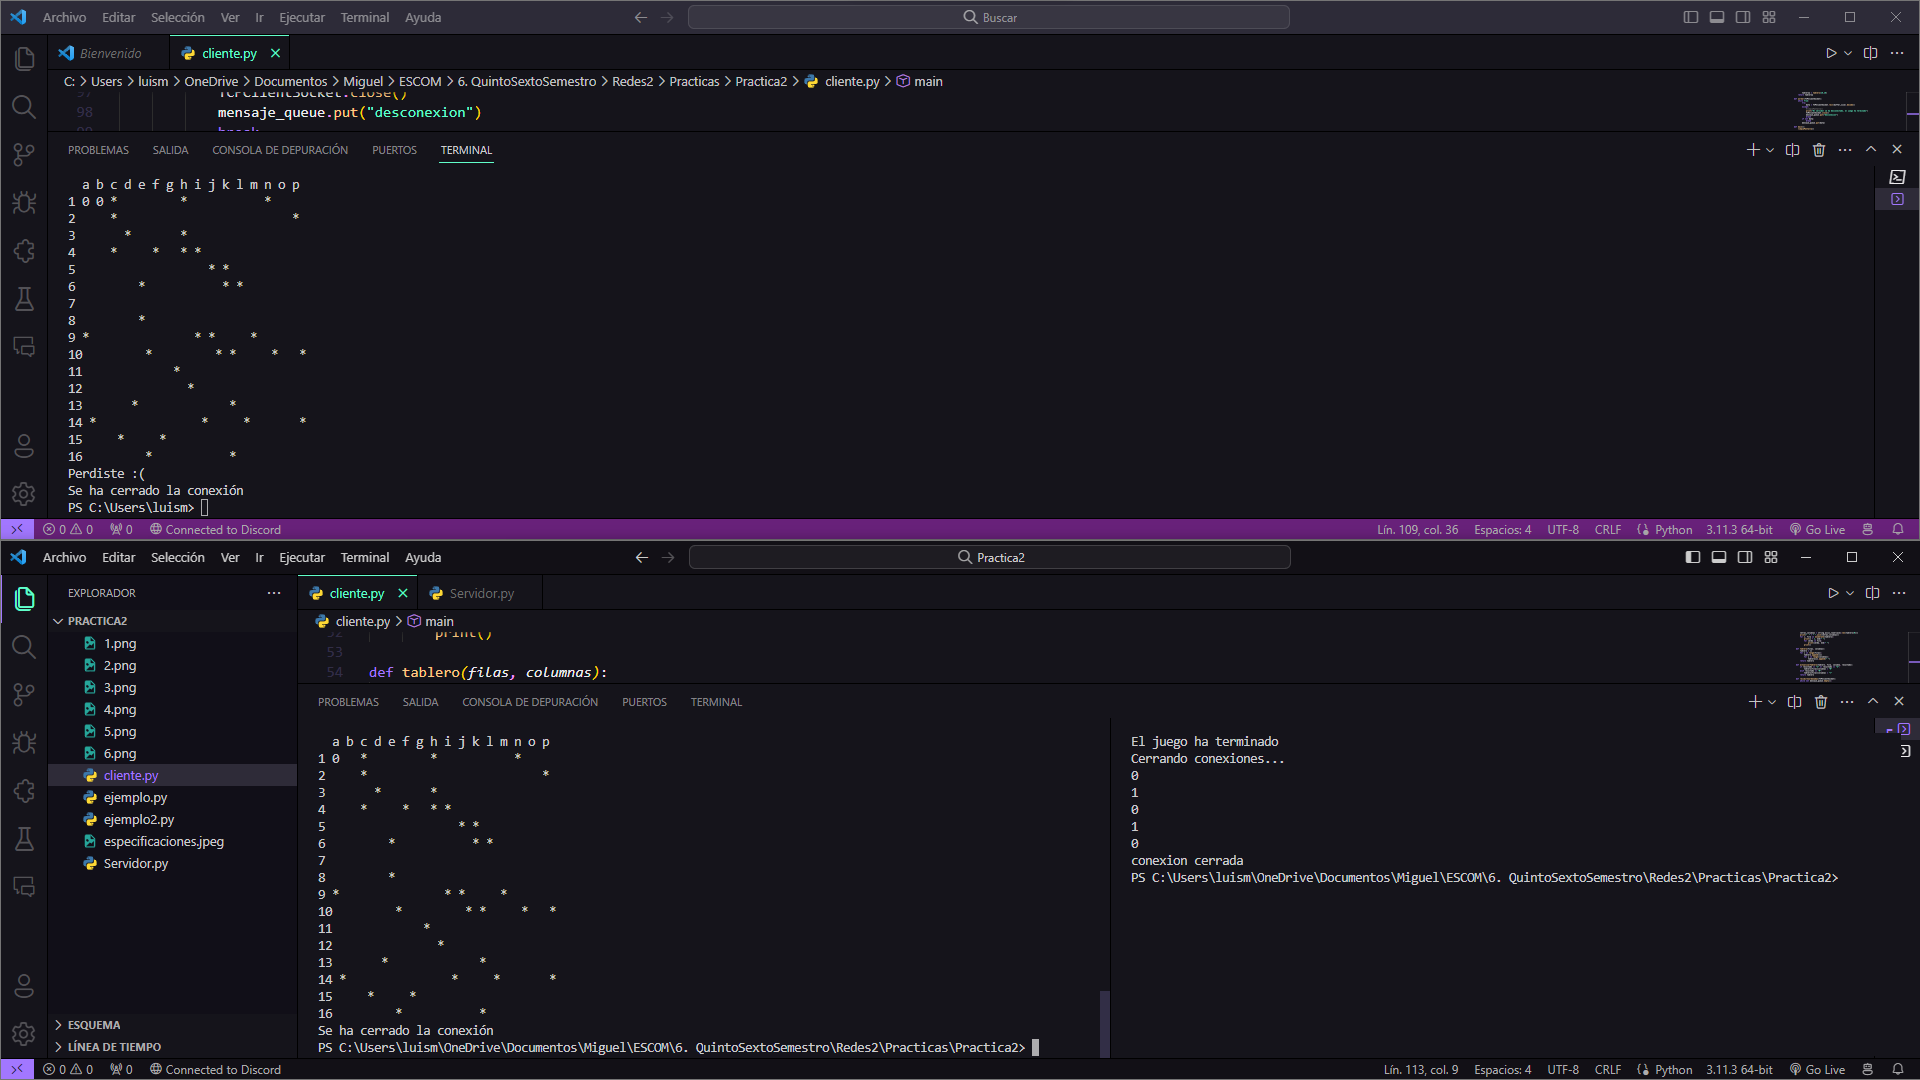 Archivo Editar Selección Ver Ir Ejecutar Terminal Ayuda Buscar
Bienvenido cliente.py
C: > Users > luism > OneDrive > Documentos > Miguel > ESCOM > 6. QuintoSextoSemestro > Redes2 > Practicas > Practica2 > cliente.py > main
TCPClientSocket.close()
98 mensaje_queue.put("desconexion")
break
PROBLEMAS SALIDA CONSOLA DE DEPURACIÓN PUERTOS TERMINAL
a b c d e f g h i j k l m n o p
1 0 0 *         *           *
2     *                         *
3       *       *
4     *     *   * *
5                   * *
6         *           * *
7
8         *
9 *               * *     *
10         *         * *     *   *
11             *
12               *
13       *             *
14 *               *     *       *
15     *     *
16         *           *
Perdiste :(
Se ha cerrado la conexión
PS C:\Users\luism>
0 0 0 Connected to Discord Lín. 109, col. 36 Espacios: 4 UTF-8 CRLF Python 3.11.3 64-bit Go Live
Archivo Editar Selección Ver Ir Ejecutar Terminal Ayuda Practica2
EXPLORADOR
PRACTICA2
1.png
2.png
3.png
4.png
5.png
6.png
cliente.py
ejemplo.py
ejemplo2.py
especificaciones.jpeg
Servidor.py
ESQUEMA
LÍNEA DE TIEMPO
cliente.py Servidor.py
cliente.py > main
52 print()
53
54 def tablero(filas, columnas):
PROBLEMAS SALIDA CONSOLA DE DEPURACIÓN PUERTOS TERMINAL
a b c d e f g h i j k l m n o p
1 0   *         *           *
2     *                         *
3       *       *
4     *     *   * *
5                   * *
6         *           * *
7
8         *
9 *               * *     *
10         *         * *     *   *
11             *
12               *
13       *             *
14 *               *     *       *
15     *     *
16         *           *
Se ha cerrado la conexión
PS C:\Users\luism\OneDrive\Documentos\Miguel\ESCOM\6. QuintoSextoSemestro\Redes2\Practicas\Practica2>
El juego ha terminado
Cerrando conexiones...
0
1
0
1
0
conexion cerrada
PS C:\Users\luism\OneDrive\Documentos\Miguel\ESCOM\6. QuintoSextoSemestro\Redes2\Practicas\Practica2>
0 0 0 Connected to Discord Lín. 113, col. 9 Espacios: 4 UTF-8 CRLF Python 3.11.3 64-bit Go Live